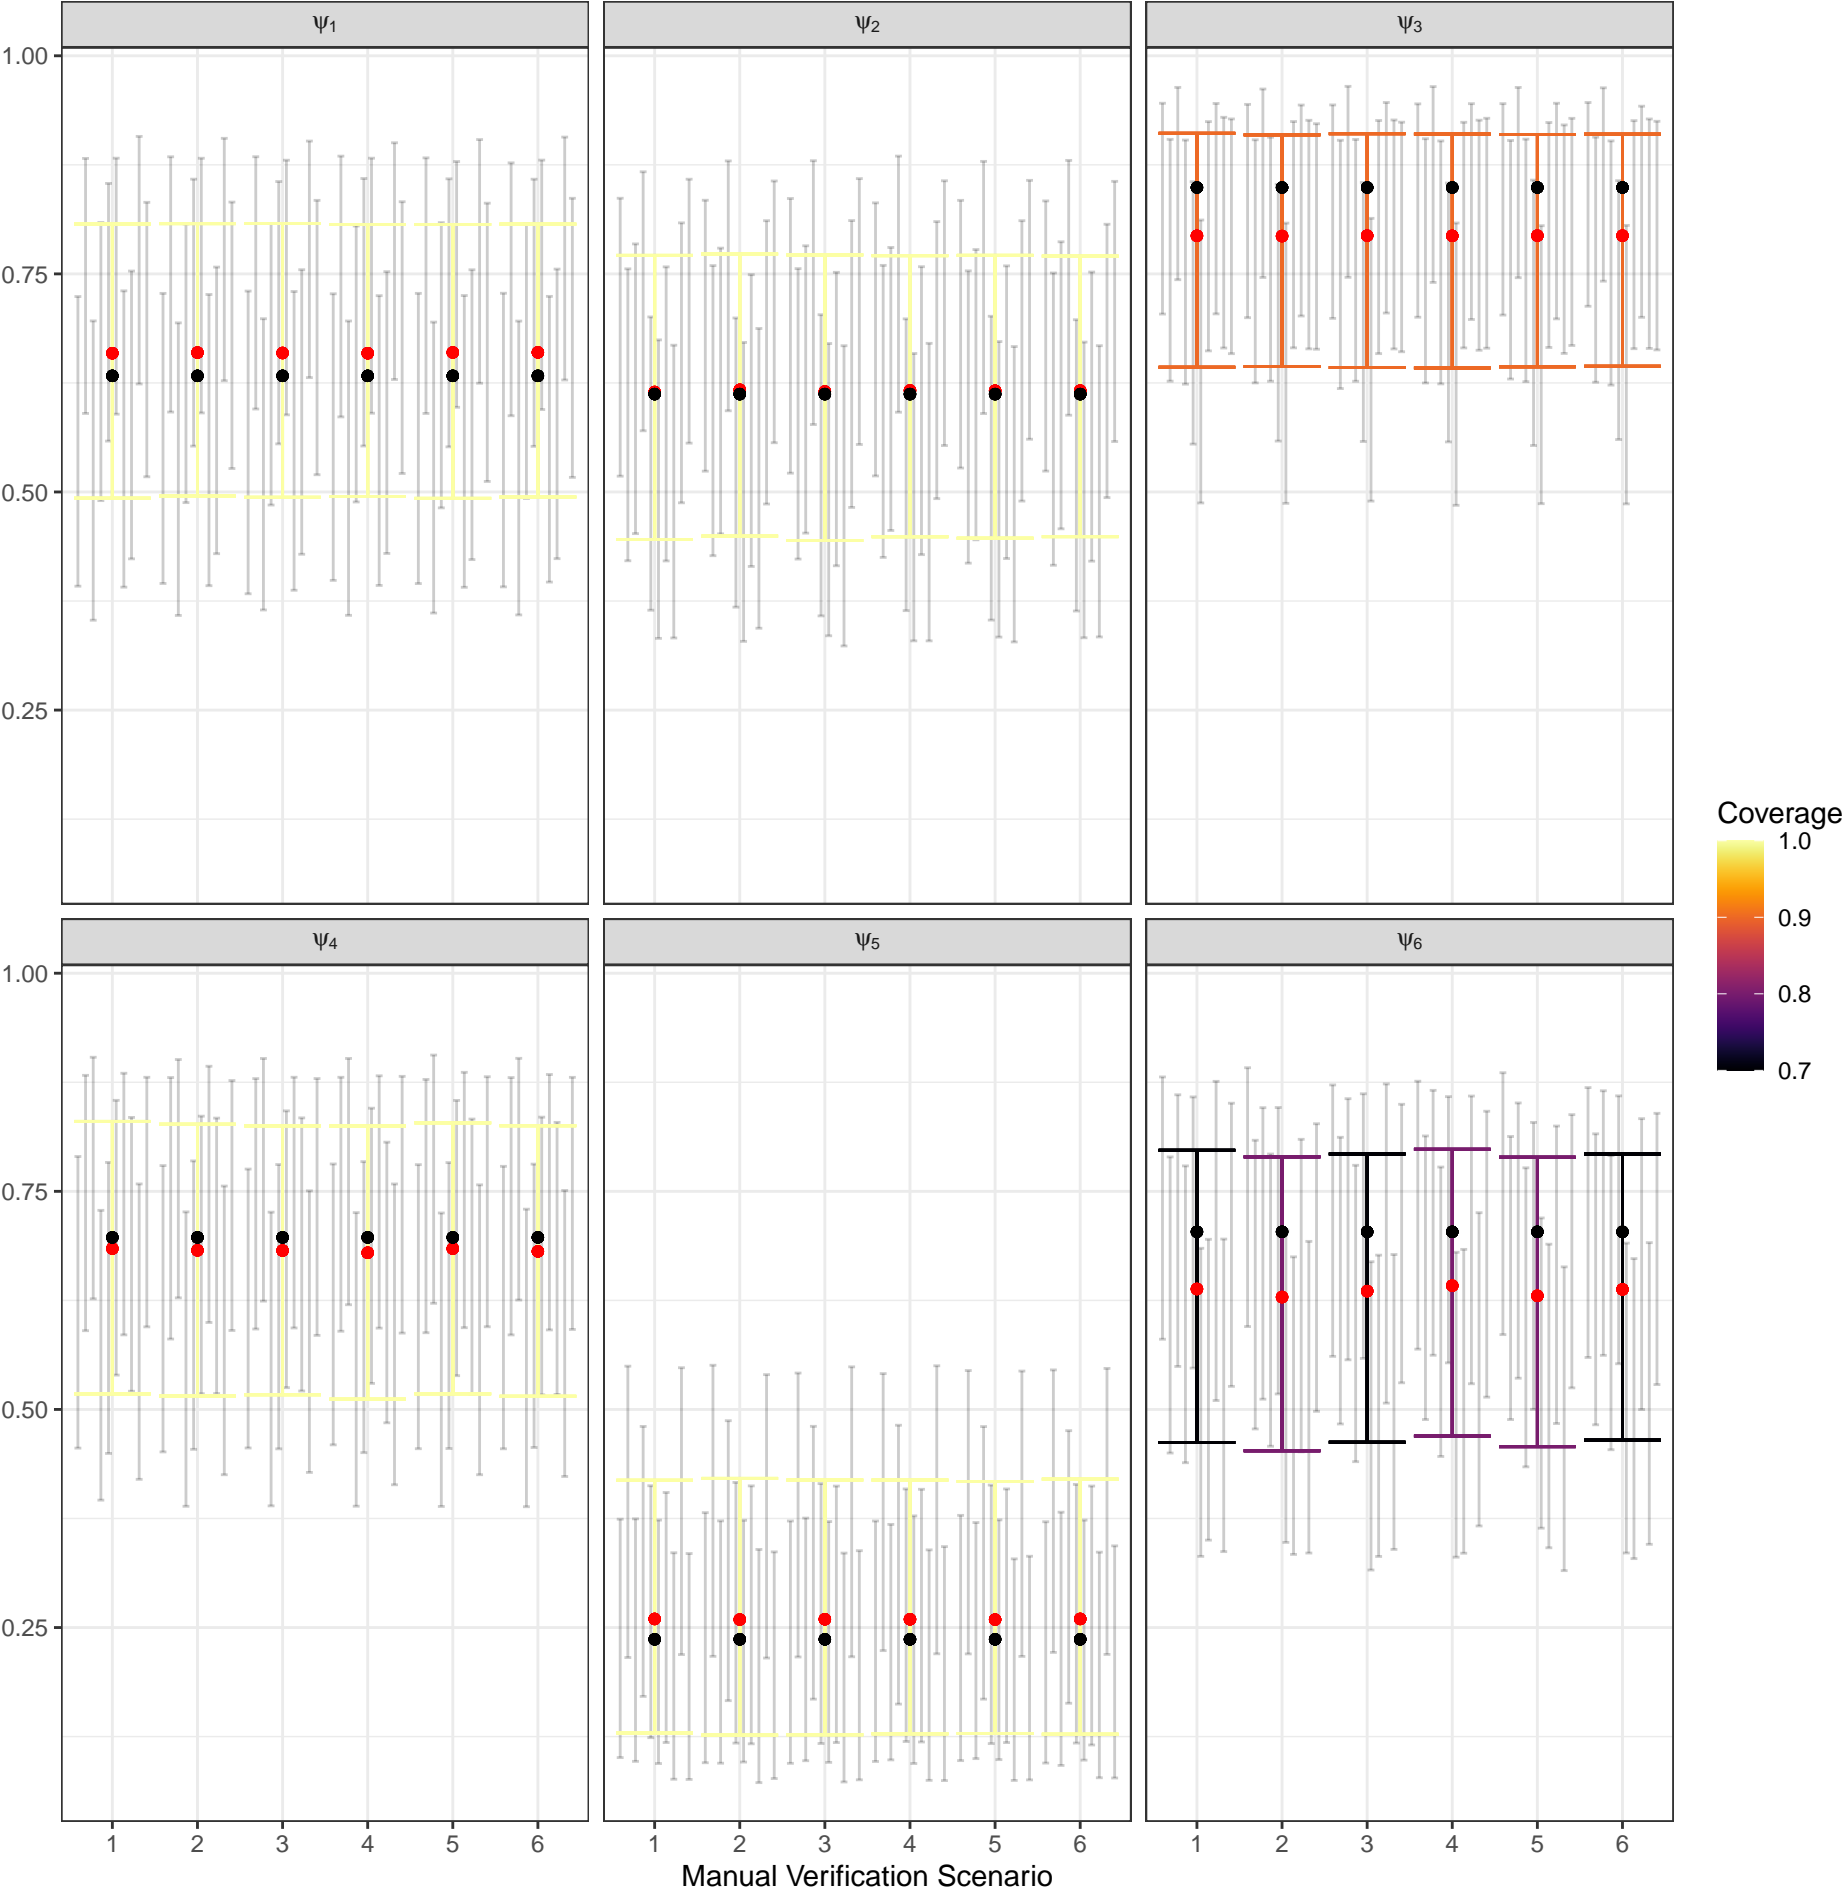 ψ₁ ψ₂ ψ₃
1.00
0.75
0.50
0.25
ψ₄ ψ₅ ψ₆
1.00
0.75
0.50
0.25
1 2 3 4 5 6 1 2 3 4 5 6 1 2 3 4 5 6
Manual Verification Scenario
Coverage
1.0
0.9
0.8
0.7